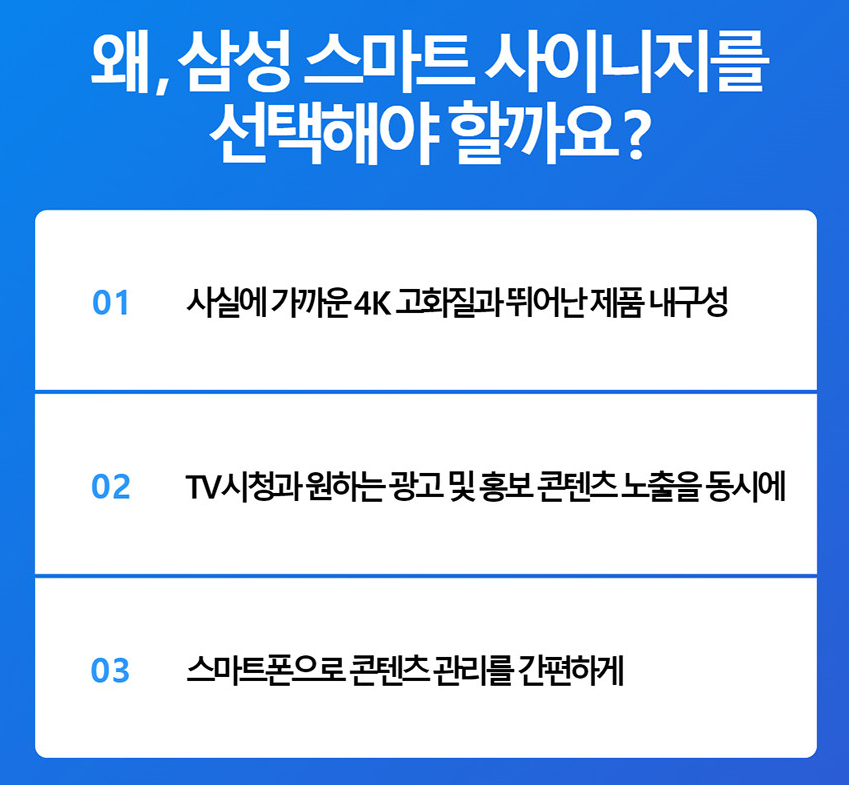 왜, 삼성 스마트 사이니지를
선택해야 할까요?
01 사실에 가까운 4K 고화질과 뛰어난 제품 내구성
02 TV시청과 원하는 광고 및 홍보 콘텐츠 노출을 동시에
03 스마트폰으로 콘텐츠 관리를 간편하게